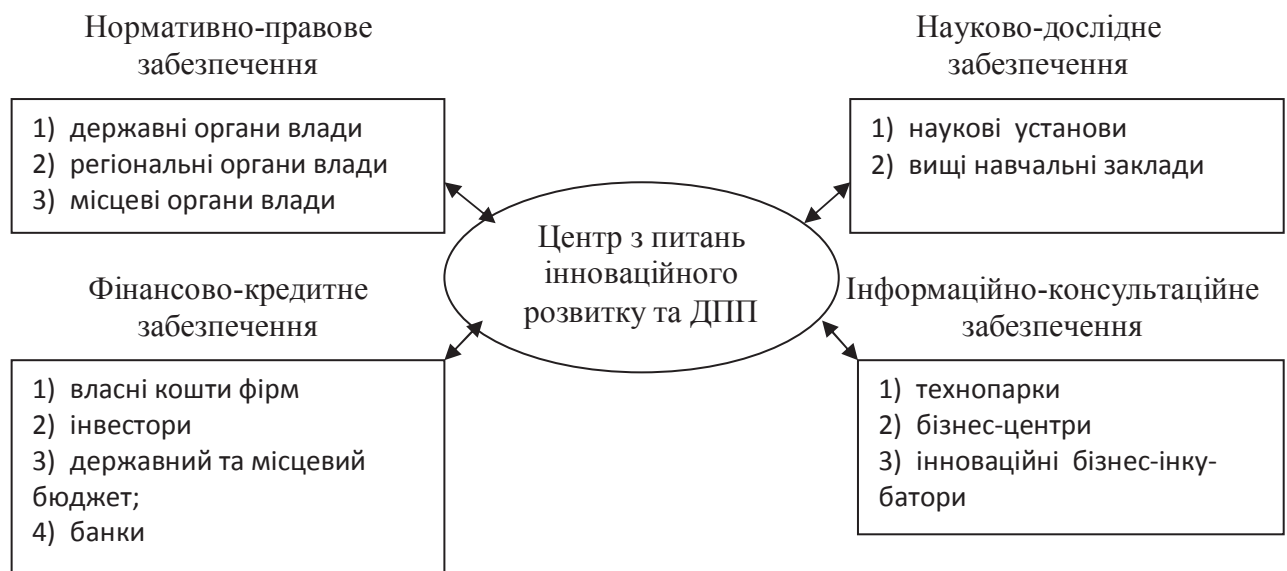 Нормативно-правове
забезпечення
1) державні органи влади
2) регіональні органи влади
3) місцеві органи влади
Науково-дослідне
забезпечення
1) наукові установи
2) вищі навчальні заклади
Центр з питань
інноваційного
розвитку та ДПП
Фінансово-кредитне
забезпечення
1) власні кошти фірм
2) інвестори
3) державний та місцевий
бюджет;
4) банки
Інформаційно-консультаційне
забезпечення
1) технопарки
2) бізнес-центри
3) інноваційні бізнес-інку-
батори